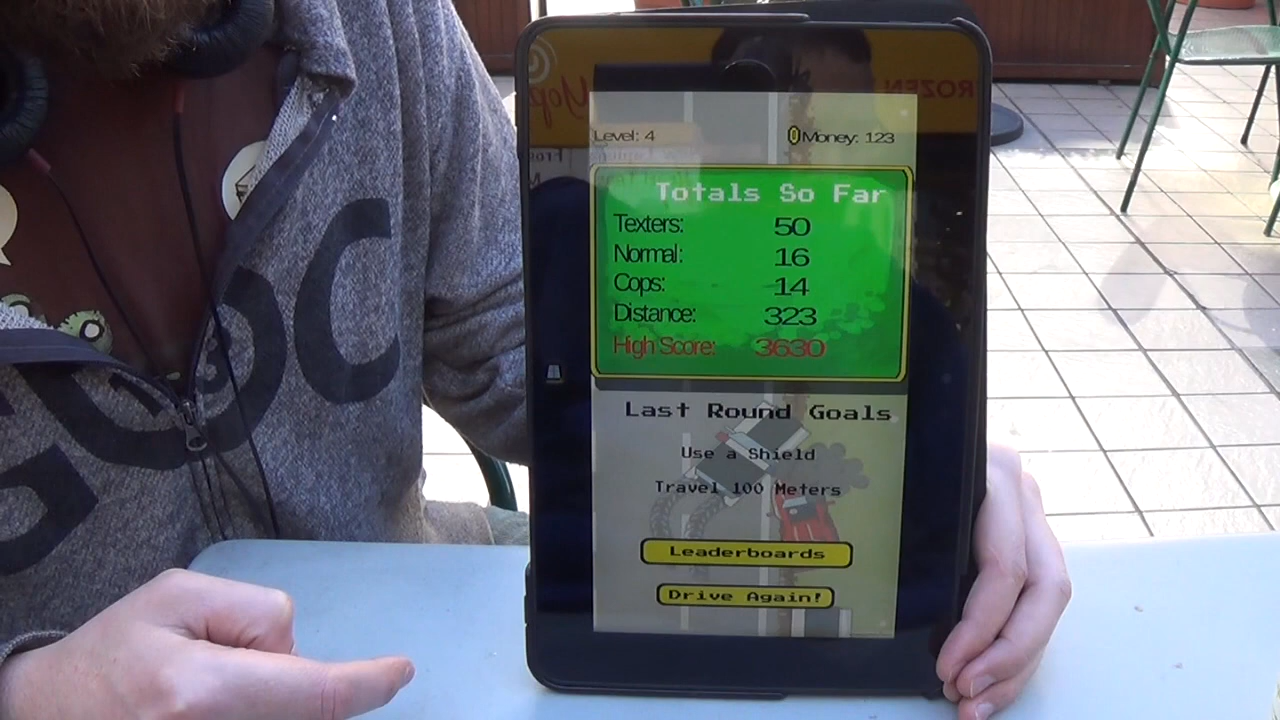 Level: 4
Money: 123
Totals So Far
Texters: 50
Normal: 16
Cops: 14
Distance: 323
High Score: 3630
Last Round Goals
Use a Shield
Travel 100 Meters
Leaderboards
Drive Again!